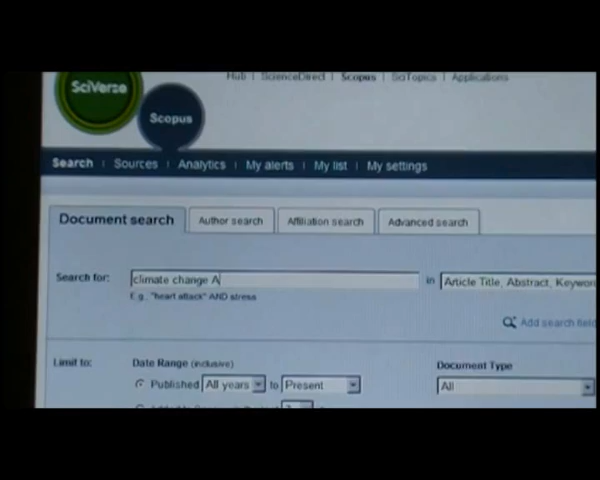 SciVerse
Hub | ScienceDirect | Scopus | SciTopics | Applications
Scopus
Search | Sources | Analytics | My alerts | My list | My settings
Document search Author search Affiliation search Advanced search
Search for: climate change A in Article Title, Abstract, Keywor
E.g., "heart attack" AND stress
Add search field
Limit to: Date Range (inclusive) Document Type
Published All years to Present All